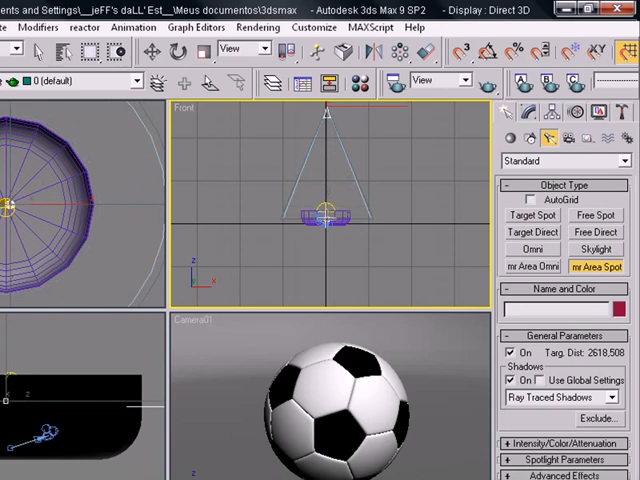 ents and Settings\__jeFF's daLL' Est__\Meus documentos\3dsmax - Autodesk 3ds Max 9 SP2 - Display : Direct 3D
Modifiers reactor Animation Graph Editors Rendering Customize MAXScript Help
View
3 % XY
0 (default) View A B C
Front
Standard
- Object Type
AutoGrid
Target Spot Free Spot
Target Direct Free Direct
Omni Skylight
mr Area Omni mr Area Spot
- Name and Color
- General Parameters
On Targ. Dist: 2618,508
Shadows
On Use Global Settings
Ray Traced Shadows
Exclude...
+ Intensity/Color/Attenuation
+ Spotlight Parameters
+ Advanced Effects
z
x
z
Camera01
z